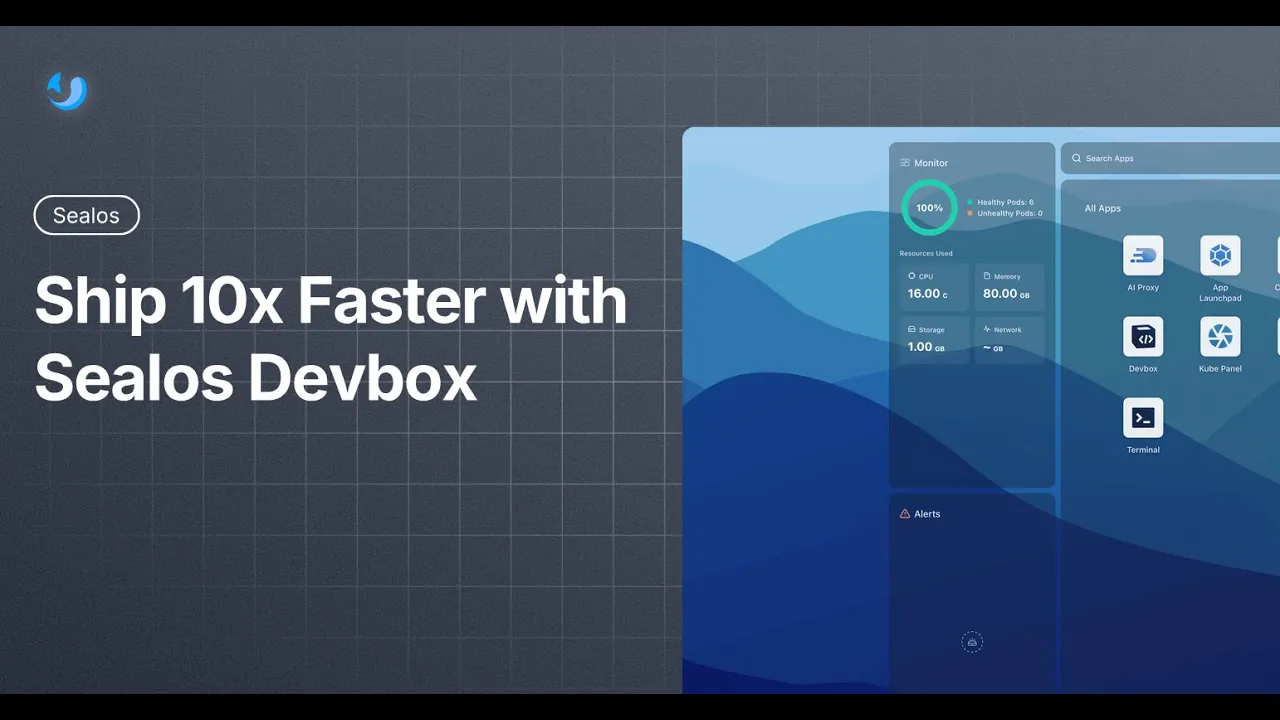 Sealos
Ship 10x Faster with
Sealos Devbox
Monitor
100%
Healthy Pods: 6
Unhealthy Pods: 0
Resources Used
CPU
16.00 C
Memory
80.00 GB
Storage
1.00 GB
Network
~ GB
Alerts
Search Apps
All Apps
AI Proxy
App
Launchpad
C
Devbox
Kube Panel
Terminal